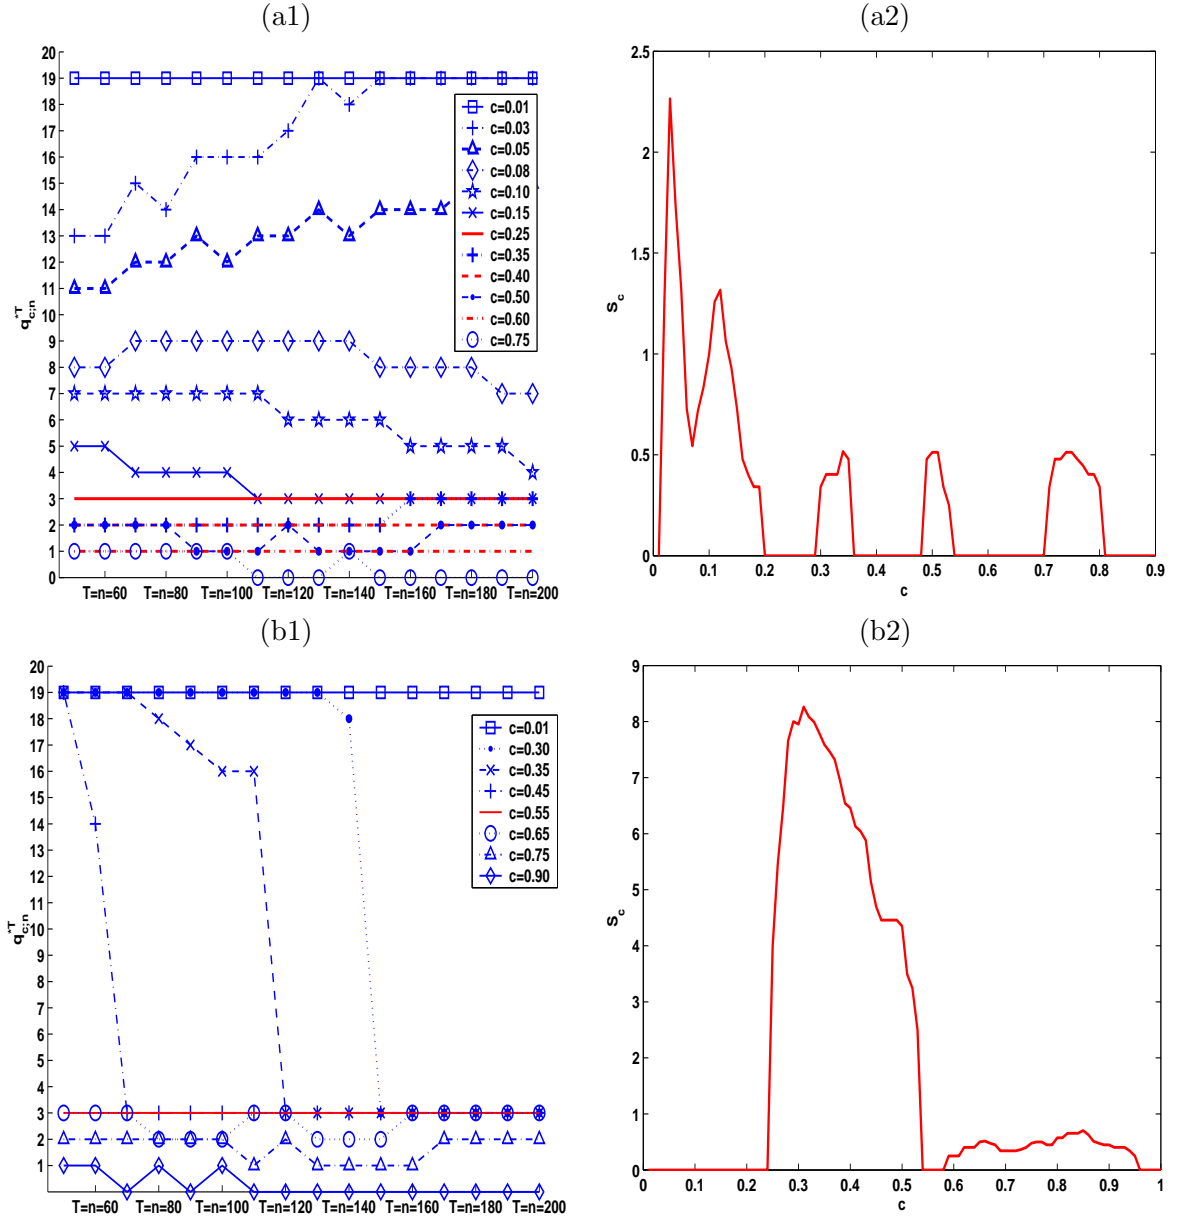 (a1)
20
19
18
17
16
15
14
13
12
11
10
9
8
7
6
5
4
3
2
1
0
q*T c;n
T=n=60 T=n=80 T=n=100 T=n=120 T=n=140 T=n=160 T=n=180 T=n=200
c=0.01
c=0.03
c=0.05
c=0.08
c=0.10
c=0.15
c=0.25
c=0.35
c=0.40
c=0.50
c=0.60
c=0.75
(a2)
2.5
2
1.5
1
0.5
0
S_c
0 0.1 0.2 0.3 0.4 0.5 0.6 0.7 0.8 0.9
c
(b1)
20
19
18
17
16
15
14
13
12
11
10
9
8
7
6
5
4
3
2
1
q*T c;n
T=n=60 T=n=80 T=n=100 T=n=120 T=n=140 T=n=160 T=n=180 T=n=200
c=0.01
c=0.30
c=0.35
c=0.45
c=0.55
c=0.65
c=0.75
c=0.90
(b2)
9
8
7
6
5
4
3
2
1
0
S_c
0 0.1 0.2 0.3 0.4 0.5 0.6 0.7 0.8 0.9 1
c